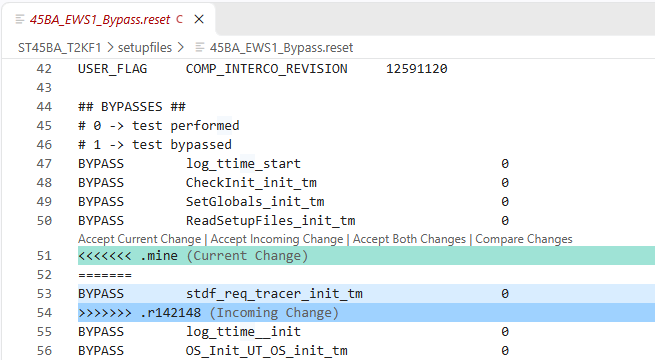 45BA_EWS1_Bypass.reset C ×
ST45BA_T2KF1 > setupfiles > 45BA_EWS1_Bypass.reset
42 USER_FLAG COMP_INTERCO_REVISION 12591120
43
44 ## BYPASSES ##
45 # 0 -> test performed
46 # 1 -> test bypassed
47 BYPASS log_ttime_start 0
48 BYPASS CheckInit_init_tm 0
49 BYPASS SetGlobals_init_tm 0
50 BYPASS ReadSetupFiles_init_tm 0
Accept Current Change | Accept Incoming Change | Accept Both Changes | Compare Changes
51 <<<<<<< .mine (Current Change)
52 =======
53 BYPASS stdf_req_tracer_init_tm 0
54 >>>>>>> .r142148 (Incoming Change)
55 BYPASS log_ttime__init 0
56 BYPASS OS_Init_UT_OS_init_tm 0